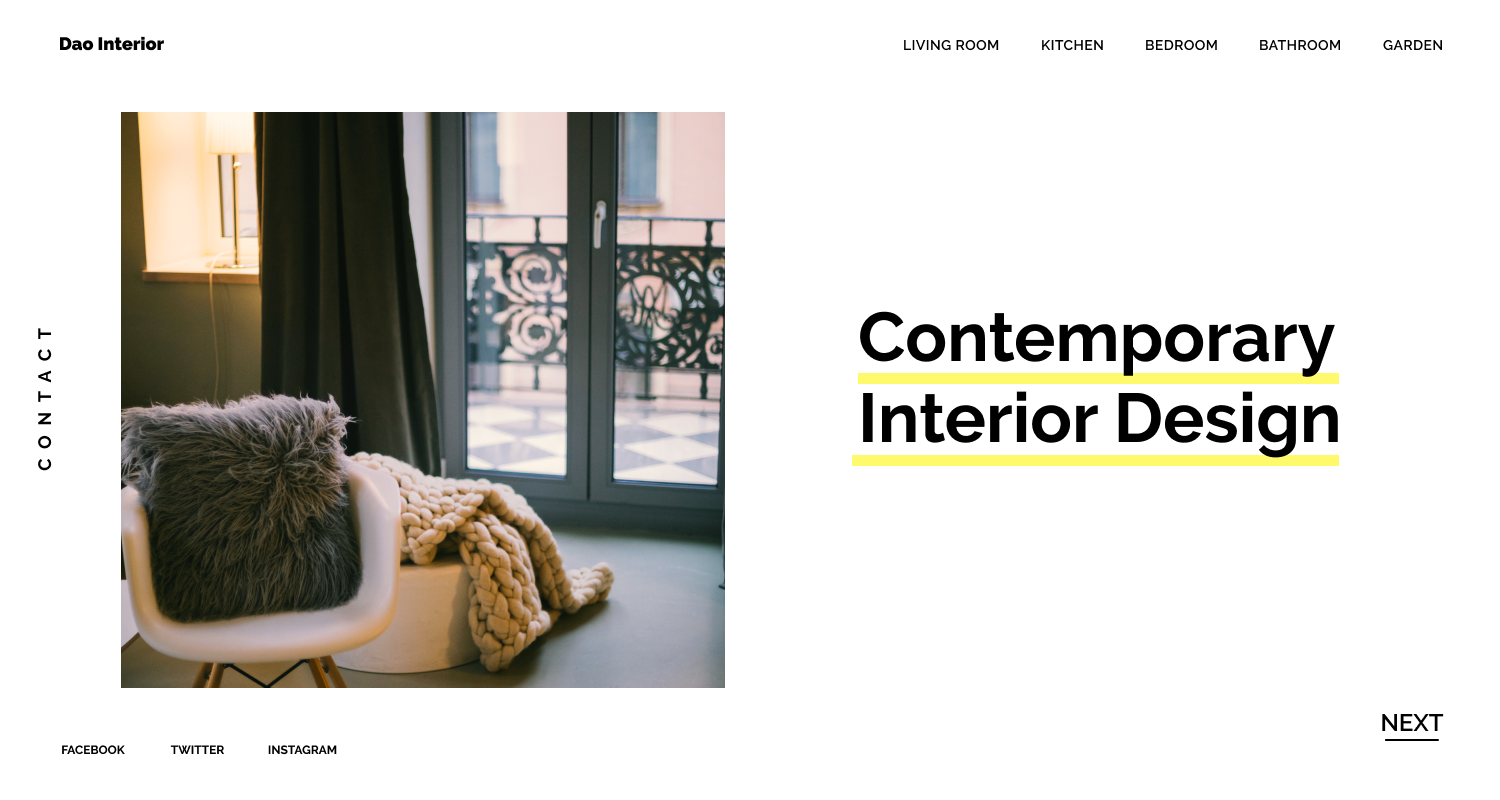 Dao Interior
LIVING ROOM
KITCHEN
BEDROOM
BATHROOM
GARDEN
CONTACT
Contemporary
Interior Design
NEXT
FACEBOOK
TWITTER
INSTAGRAM